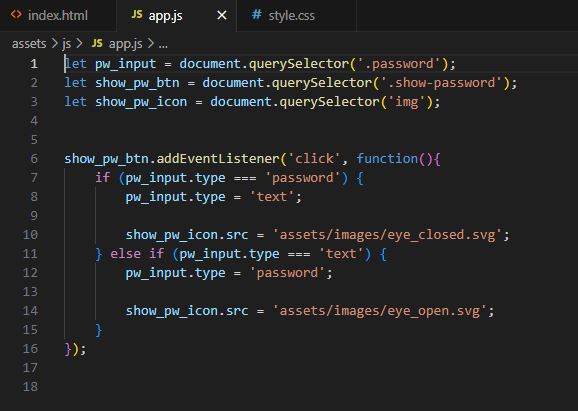 index.html JS app.js style.css
assets > js > JS app.js > ...
1 let pw_input = document.querySelector('.password');
2 let show_pw_btn = document.querySelector('.show-password');
3 let show_pw_icon = document.querySelector('img');
4
5
6 show_pw_btn.addEventListener('click', function(){
7     if (pw_input.type === 'password') {
8         pw_input.type = 'text';
9
10         show_pw_icon.src = 'assets/images/eye_closed.svg';
11     } else if (pw_input.type === 'text') {
12         pw_input.type = 'password';
13
14         show_pw_icon.src = 'assets/images/eye_open.svg';
15     }
16 });
17
18